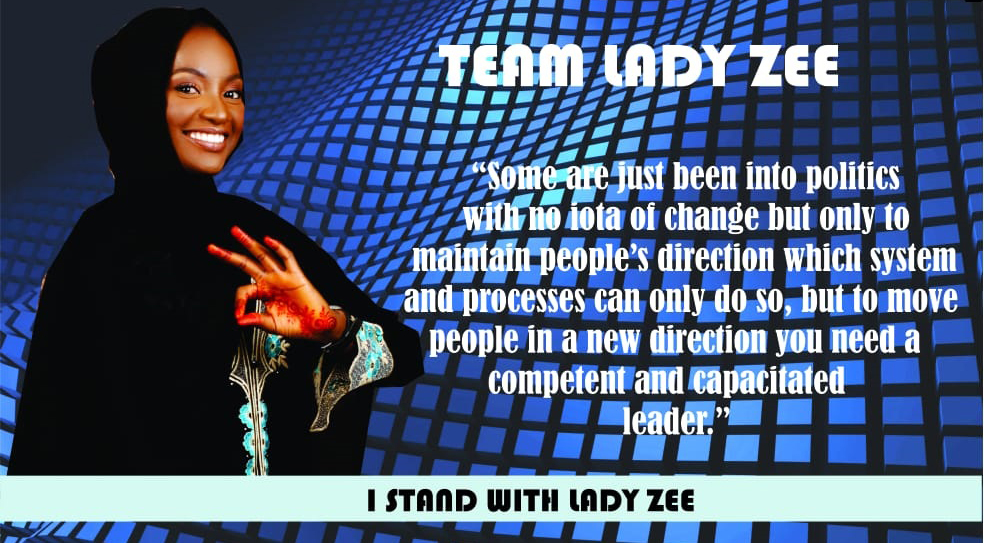 TEAM LADY ZEE
“Some are just been into politics
with no iota of change but only to
maintain people’s direction which system
and processes can only do so, but to move
people in a new direction you need a
competent and capacitated
leader.”
I STAND WITH LADY ZEE